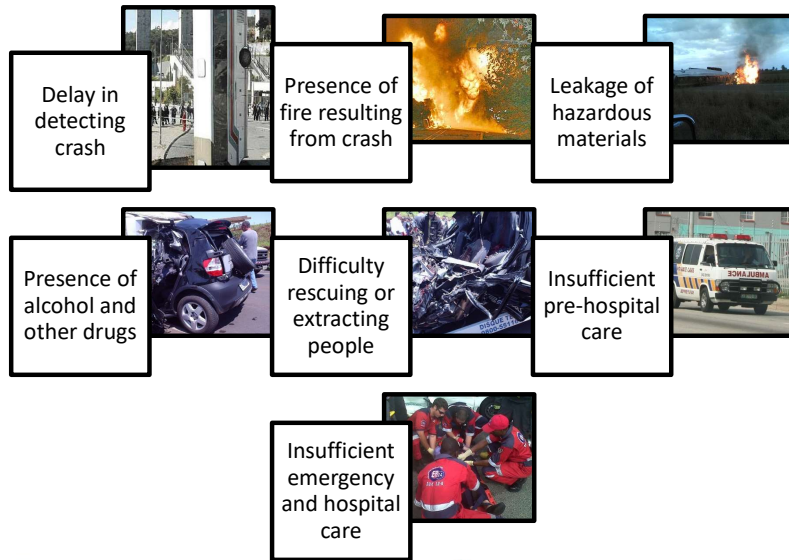 Delay in
detecting
crash
Presence of
fire resulting
from crash
Leakage of
hazardous
materials
Presence of
alcohol and
other drugs
Difficulty
rescuing or
extracting
people
DISQUE
Insufficient
pre-hospital
care
AMBULANCE
Insufficient
emergency
and hospital
care